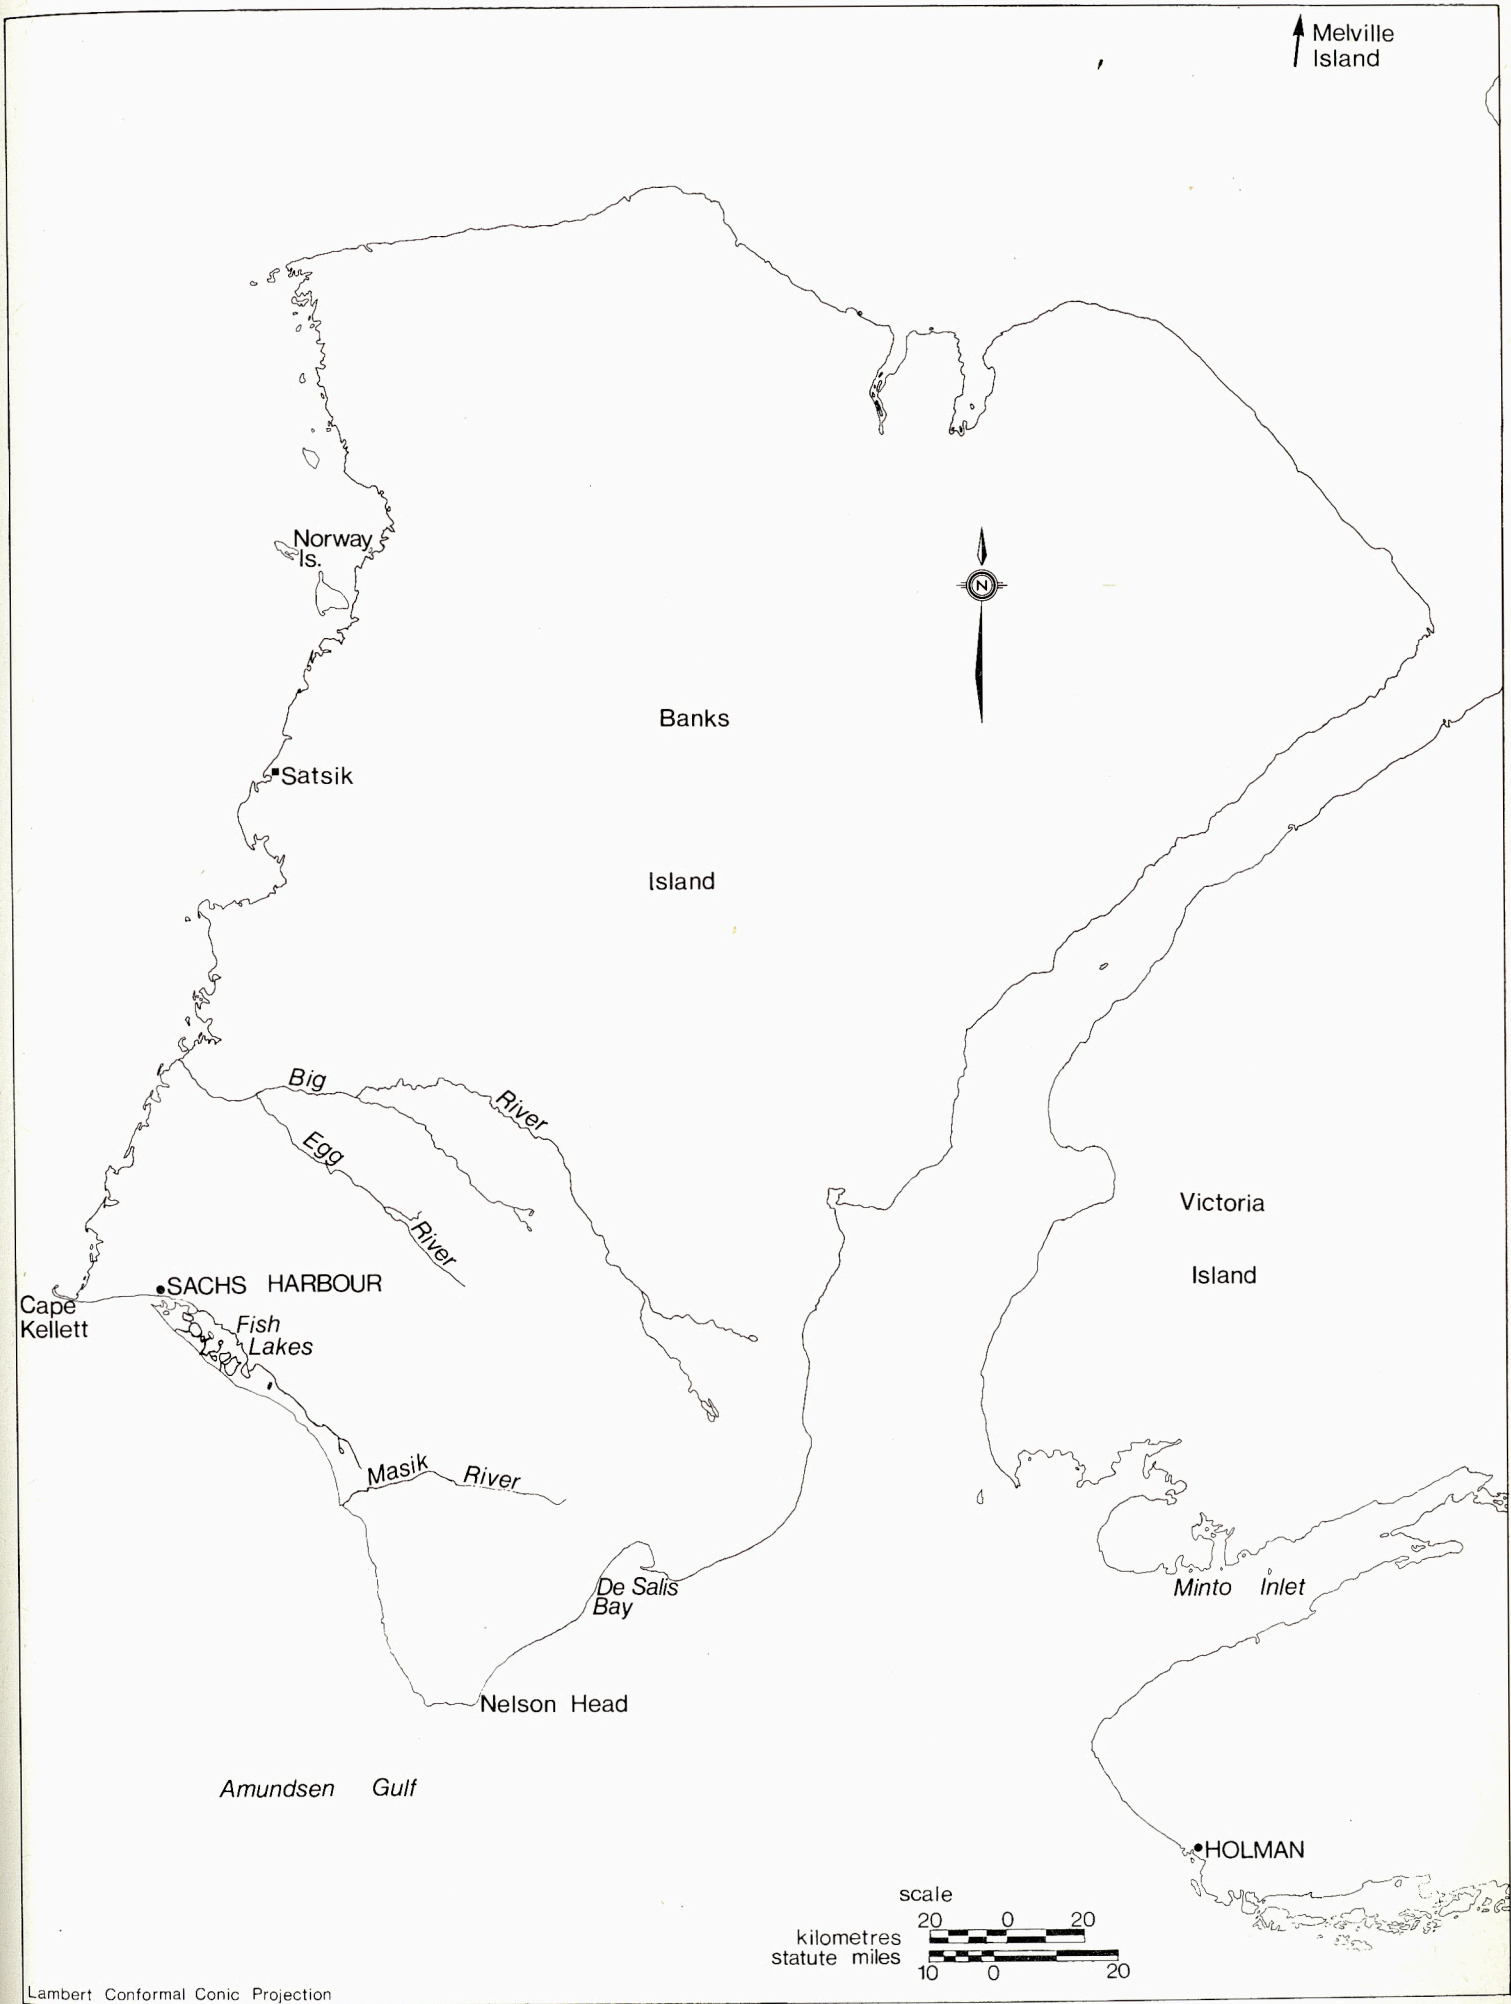 Melville
Island
Norway
Is.
N
Banks
Satsik
Island
Big
River
Egg
River
Victoria
Island
SACHS HARBOUR
Cape
Kellett
Fish
Lakes
Masik River
De Salis
Bay
Minto Inlet
Nelson Head
Amundsen Gulf
HOLMAN
scale
20 0 20
kilometres
statute miles
10 0 20
Lambert Conformal Conic Projection